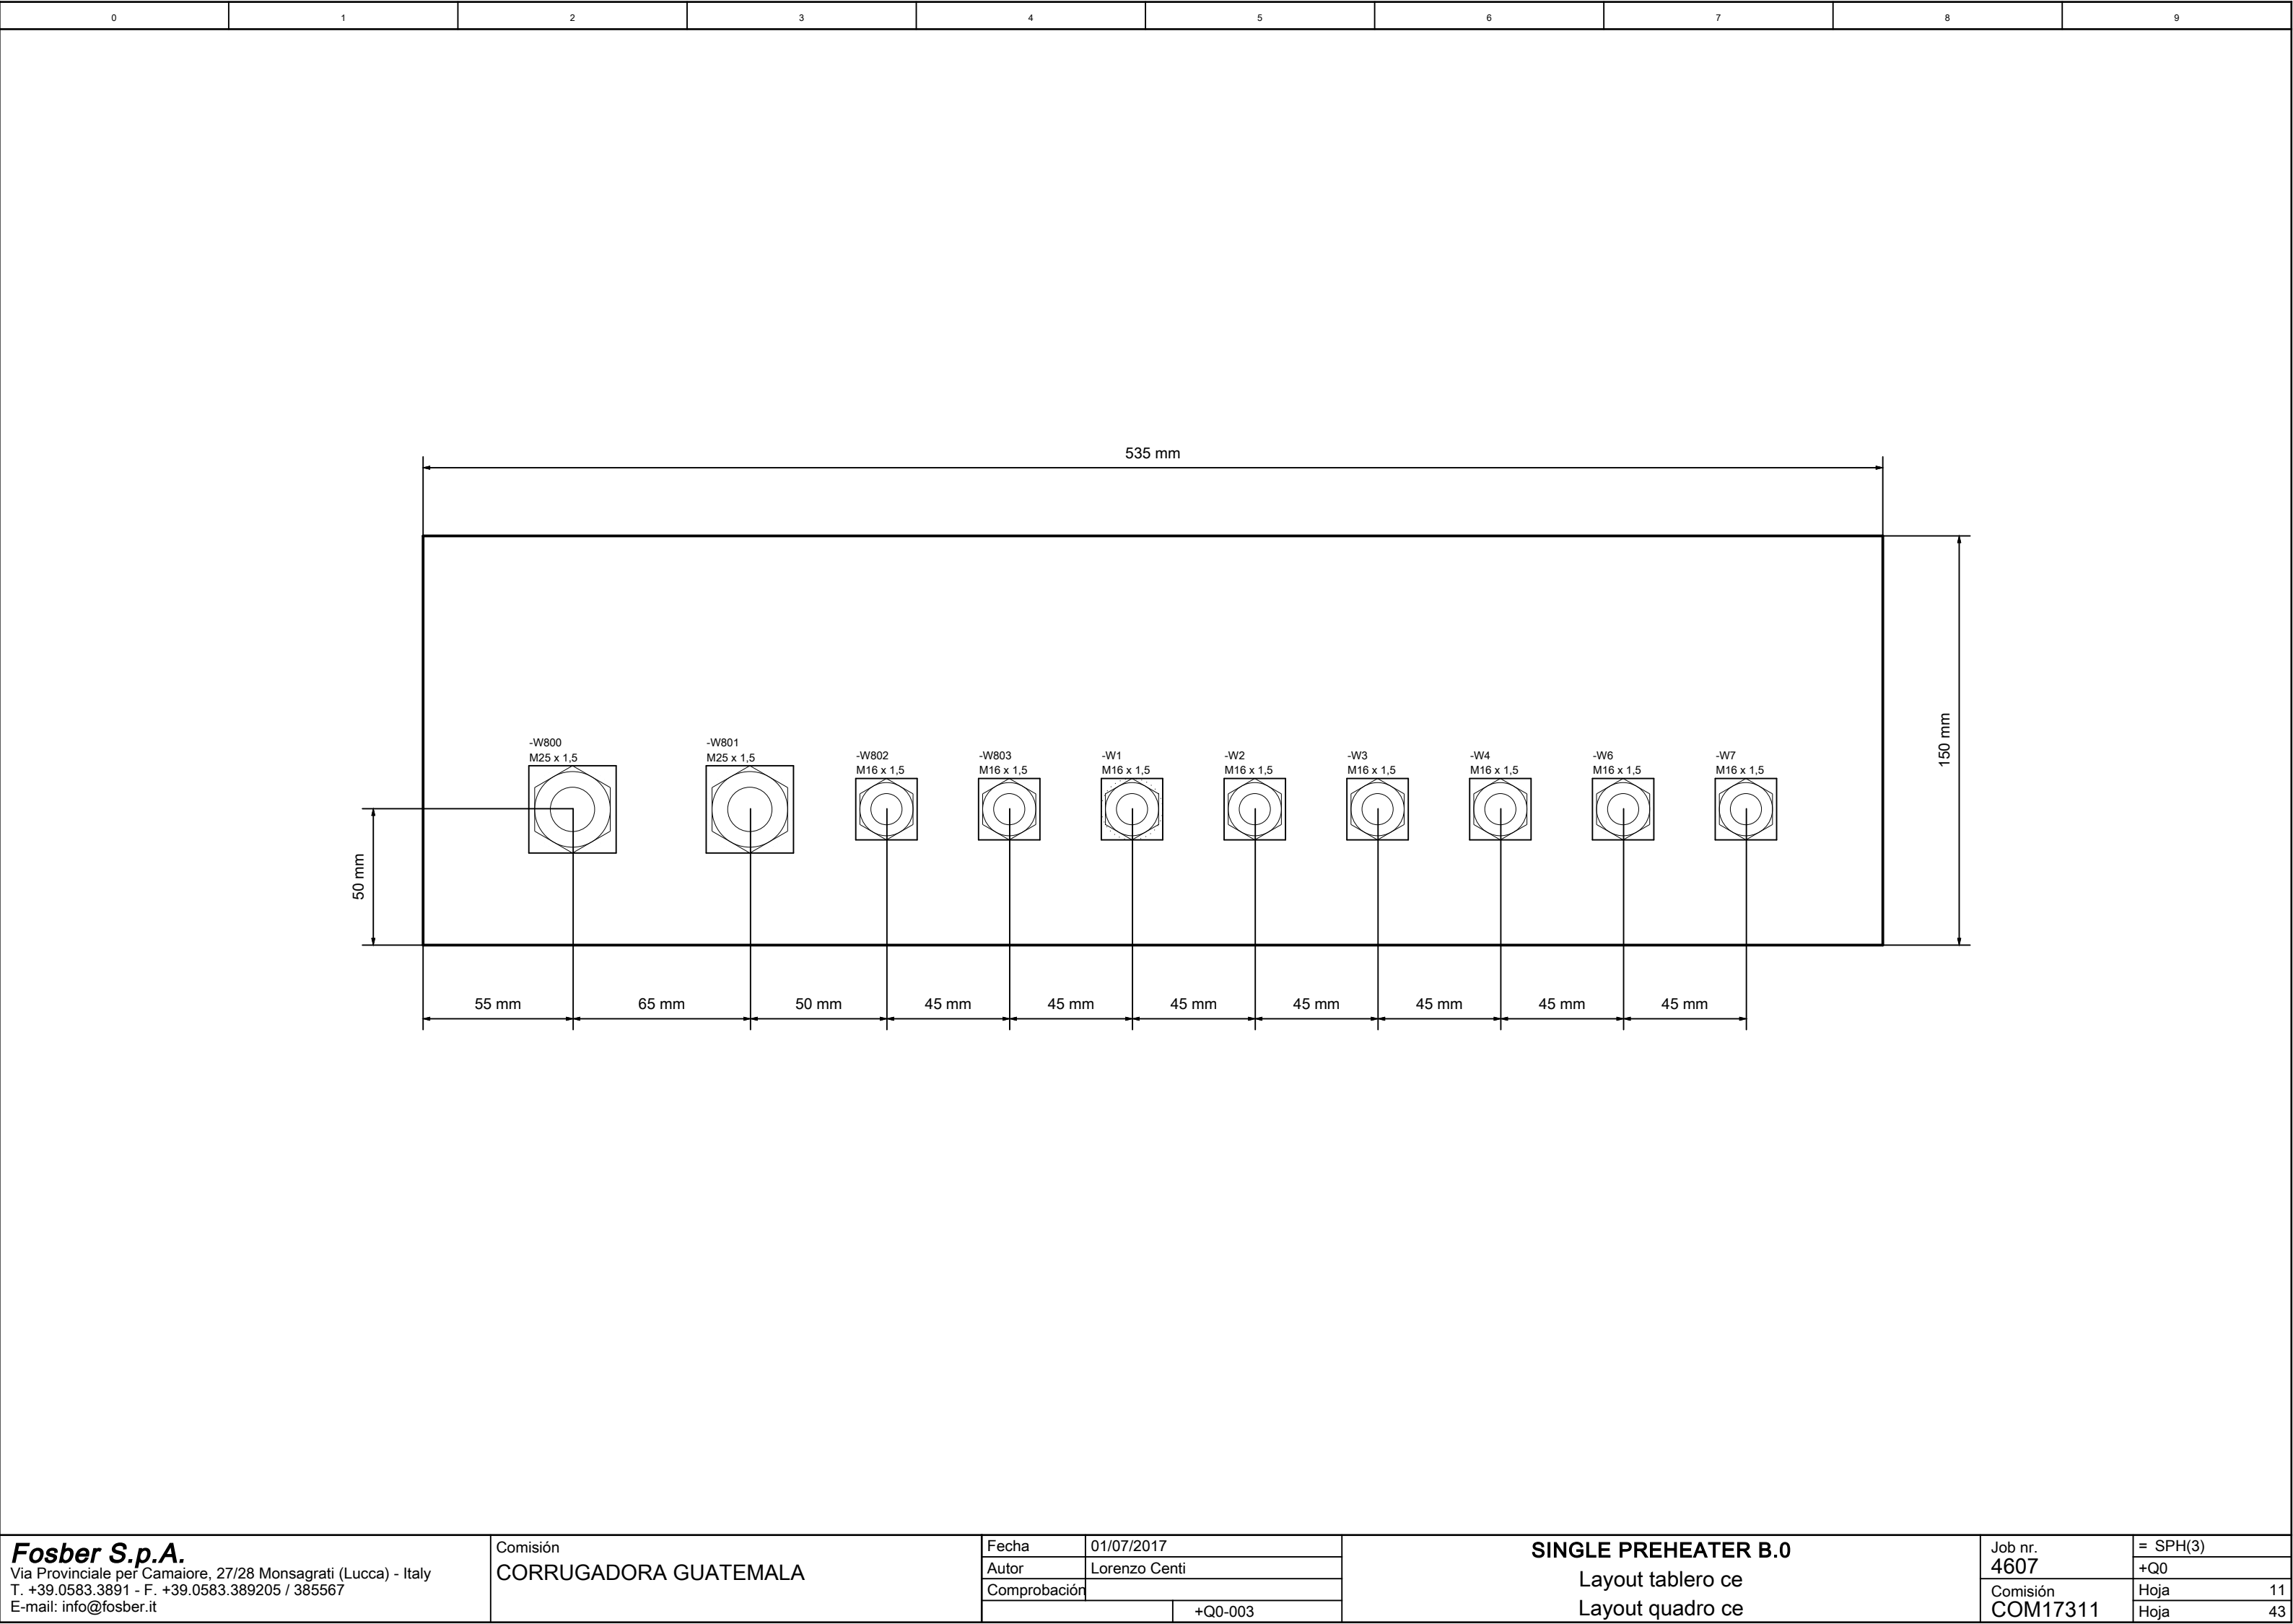 0 1 2 3 4 5 6 7 8 9
535 mm
150 mm
-W800
M25 x 1,5
-W801
M25 x 1,5
-W802
M16 x 1,5
-W803
M16 x 1,5
-W1
M16 x 1,5
-W2
M16 x 1,5
-W3
M16 x 1,5
-W4
M16 x 1,5
-W6
M16 x 1,5
-W7
M16 x 1,5
50 mm
55 mm 65 mm 50 mm 45 mm 45 mm 45 mm 45 mm 45 mm 45 mm 45 mm
Fosber S.p.A.
Via Provinciale per Camaiore, 27/28 Monsagrati (Lucca) - Italy
T. +39.0583.3891 - F. +39.0583.389205 / 385567
E-mail: info@fosber.it
Comisión
CORRUGADORA GUATEMALA
Fecha 01/07/2017
Autor Lorenzo Centi
Comprobación
+Q0-003
SINGLE PREHEATER B.0
Layout tablero ce
Layout quadro ce
Job nr.
4607
Comisión
COM17311
= SPH(3)
+Q0
Hoja 11
Hoja 43